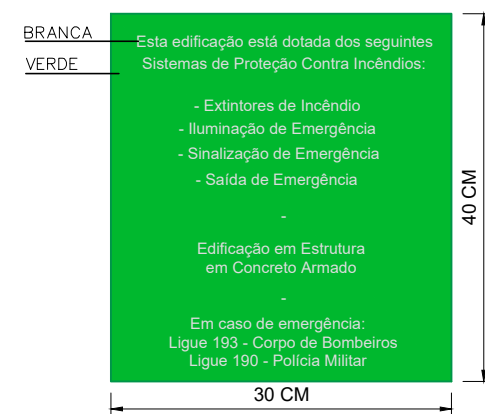 BRANCA
VERDE
Esta edificação está dotada dos seguintes
Sistemas de Proteção Contra Incêndios:
- Extintores de Incêndio
- Iluminação de Emergência
- Sinalização de Emergência
- Saída de Emergência
-
Edificação em Estrutura
em Concreto Armado
-
Em caso de emergência:
Ligue 193 - Corpo de Bombeiros
Ligue 190 - Polícia Militar
40 CM
30 CM